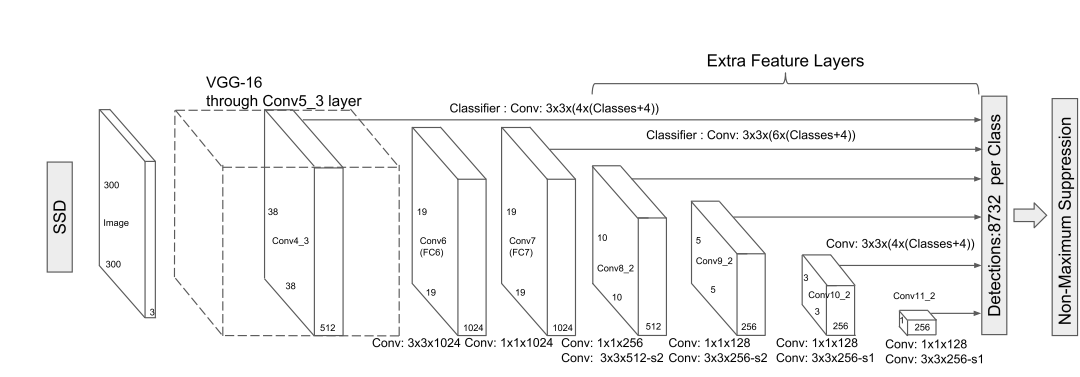 Extra Feature Layers
VGG-16
through Conv5_3 layer
Classifier : Conv: 3x3x(4x(Classes+4))
Classifier : Conv: 3x3x(6x(Classes+4))
SSD
300
Image
300
3
38
Conv4_3
38
512
19
Conv6
(FC6)
19
1024
19
Conv7
(FC7)
19
1024
10
Conv8_2
10
512
5
Conv9_2
5
256
Conv: 3x3x(4x(Classes+4))
3
Conv10_2
3
256
Conv11_2
1
256
Detections:8732 per Class
Non-Maximum Suppression
Conv: 3x3x1024
Conv: 1x1x1024
Conv: 1x1x256
Conv: 3x3x512-s2
Conv: 1x1x128
Conv: 3x3x256-s2
Conv: 1x1x128
Conv: 3x3x256-s1
Conv: 1x1x128
Conv: 3x3x256-s1